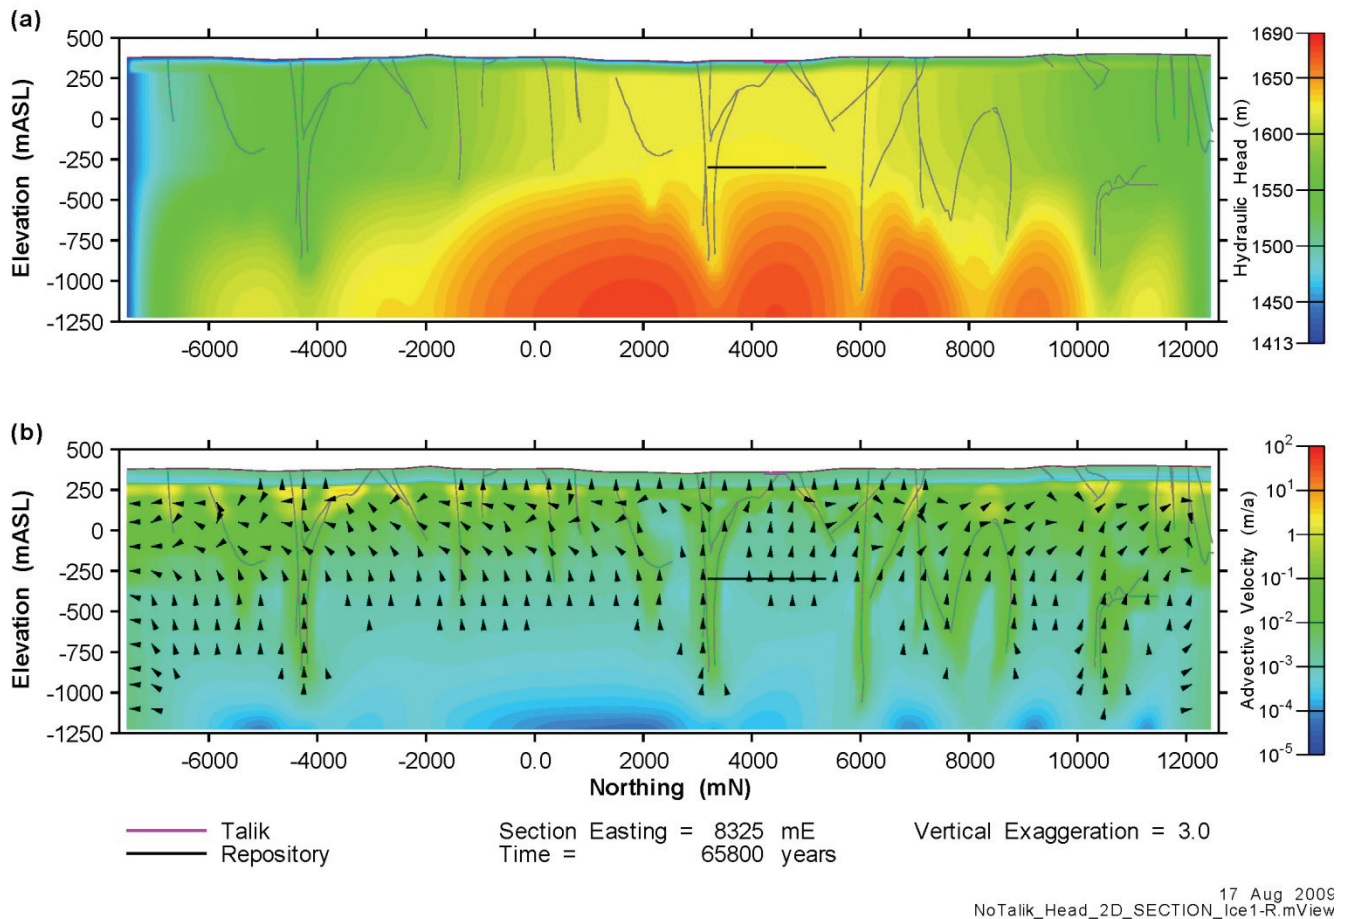 (a)
500
250
0
-250
-500
-750
-1000
-1250
Elevation (mASL)
-6000 -4000 -2000 0.0 2000 4000 6000 8000 10000 12000
1690
1650
1600
1550
1500
1450
1413
Hydraulic Head (m)
(b)
500
250
0
-250
-500
-750
-1000
-1250
Elevation (mASL)
-6000 -4000 -2000 0.0 2000 4000 6000 8000 10000 12000
Northing (mN)
10^2
10^1
1
10^-1
10^-2
10^-3
10^-4
10^-5
Advective Velocity (m/a)
Talik Section Easting = 8325 mE Vertical Exaggeration = 3.0
Repository Time = 65800 years
17 Aug 2009
NoTalik_Head_2D_SECTION_Ice1-R.mView